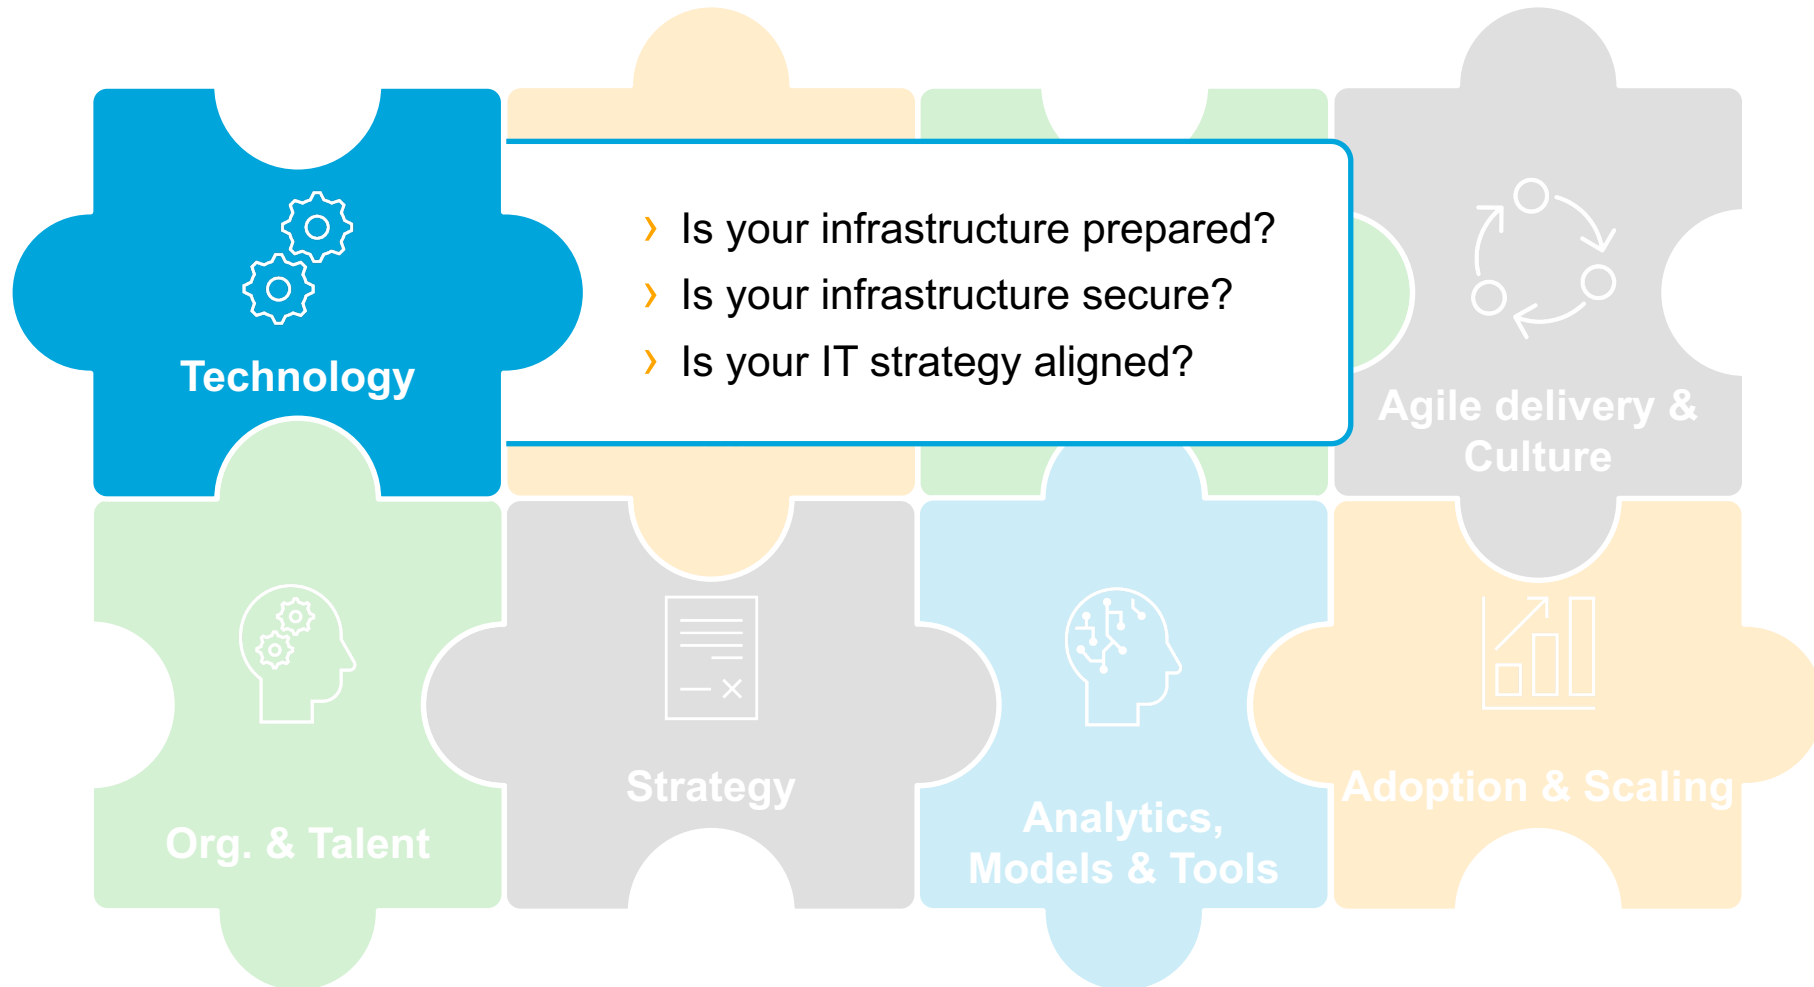 › Is your infrastructure prepared?
› Is your infrastructure secure?
› Is your IT strategy aligned?
Technology
Agile delivery &
Culture
Org. & Talent
Strategy
Analytics,
Models & Tools
Adoption & Scaling